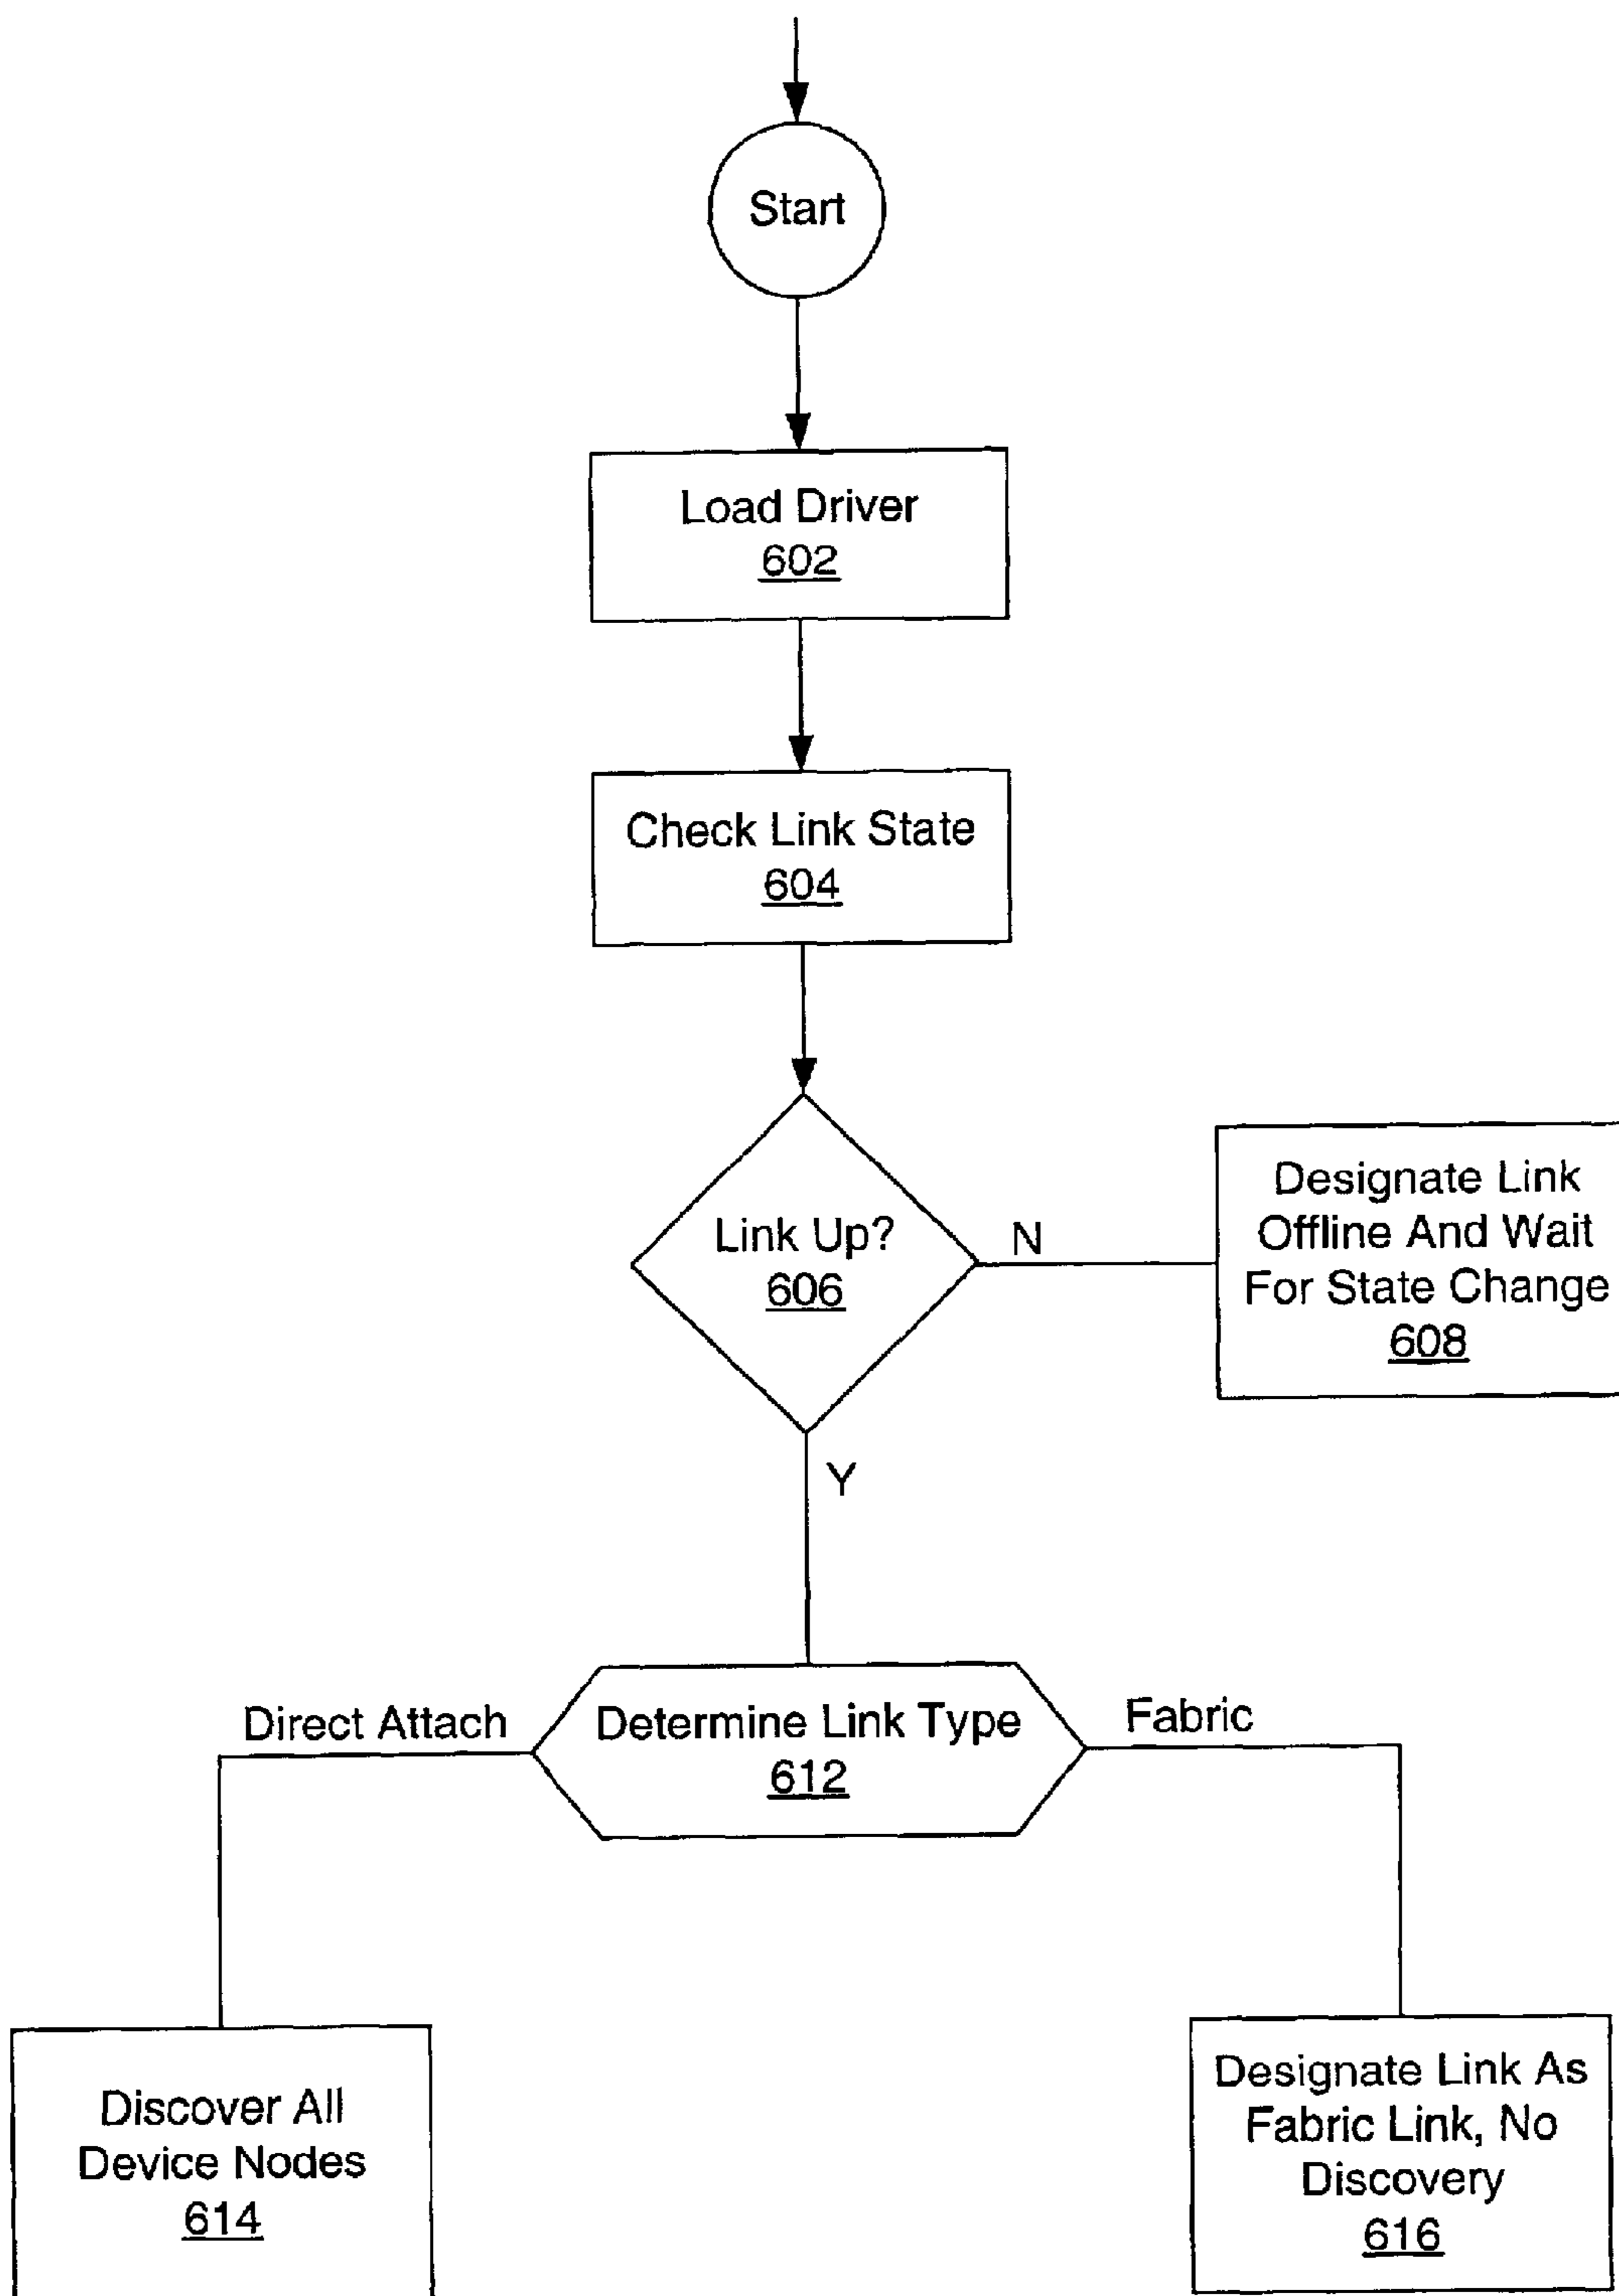 Start
Load Driver
602
Check Link State
604
Link Up?
606
N
Designate Link
Offline And Wait
For State Change
608
Y
Direct Attach
Determine Link Type
612
Fabric
Discover All
Device Nodes
614
Designate Link As
Fabric Link, No
Discovery
616